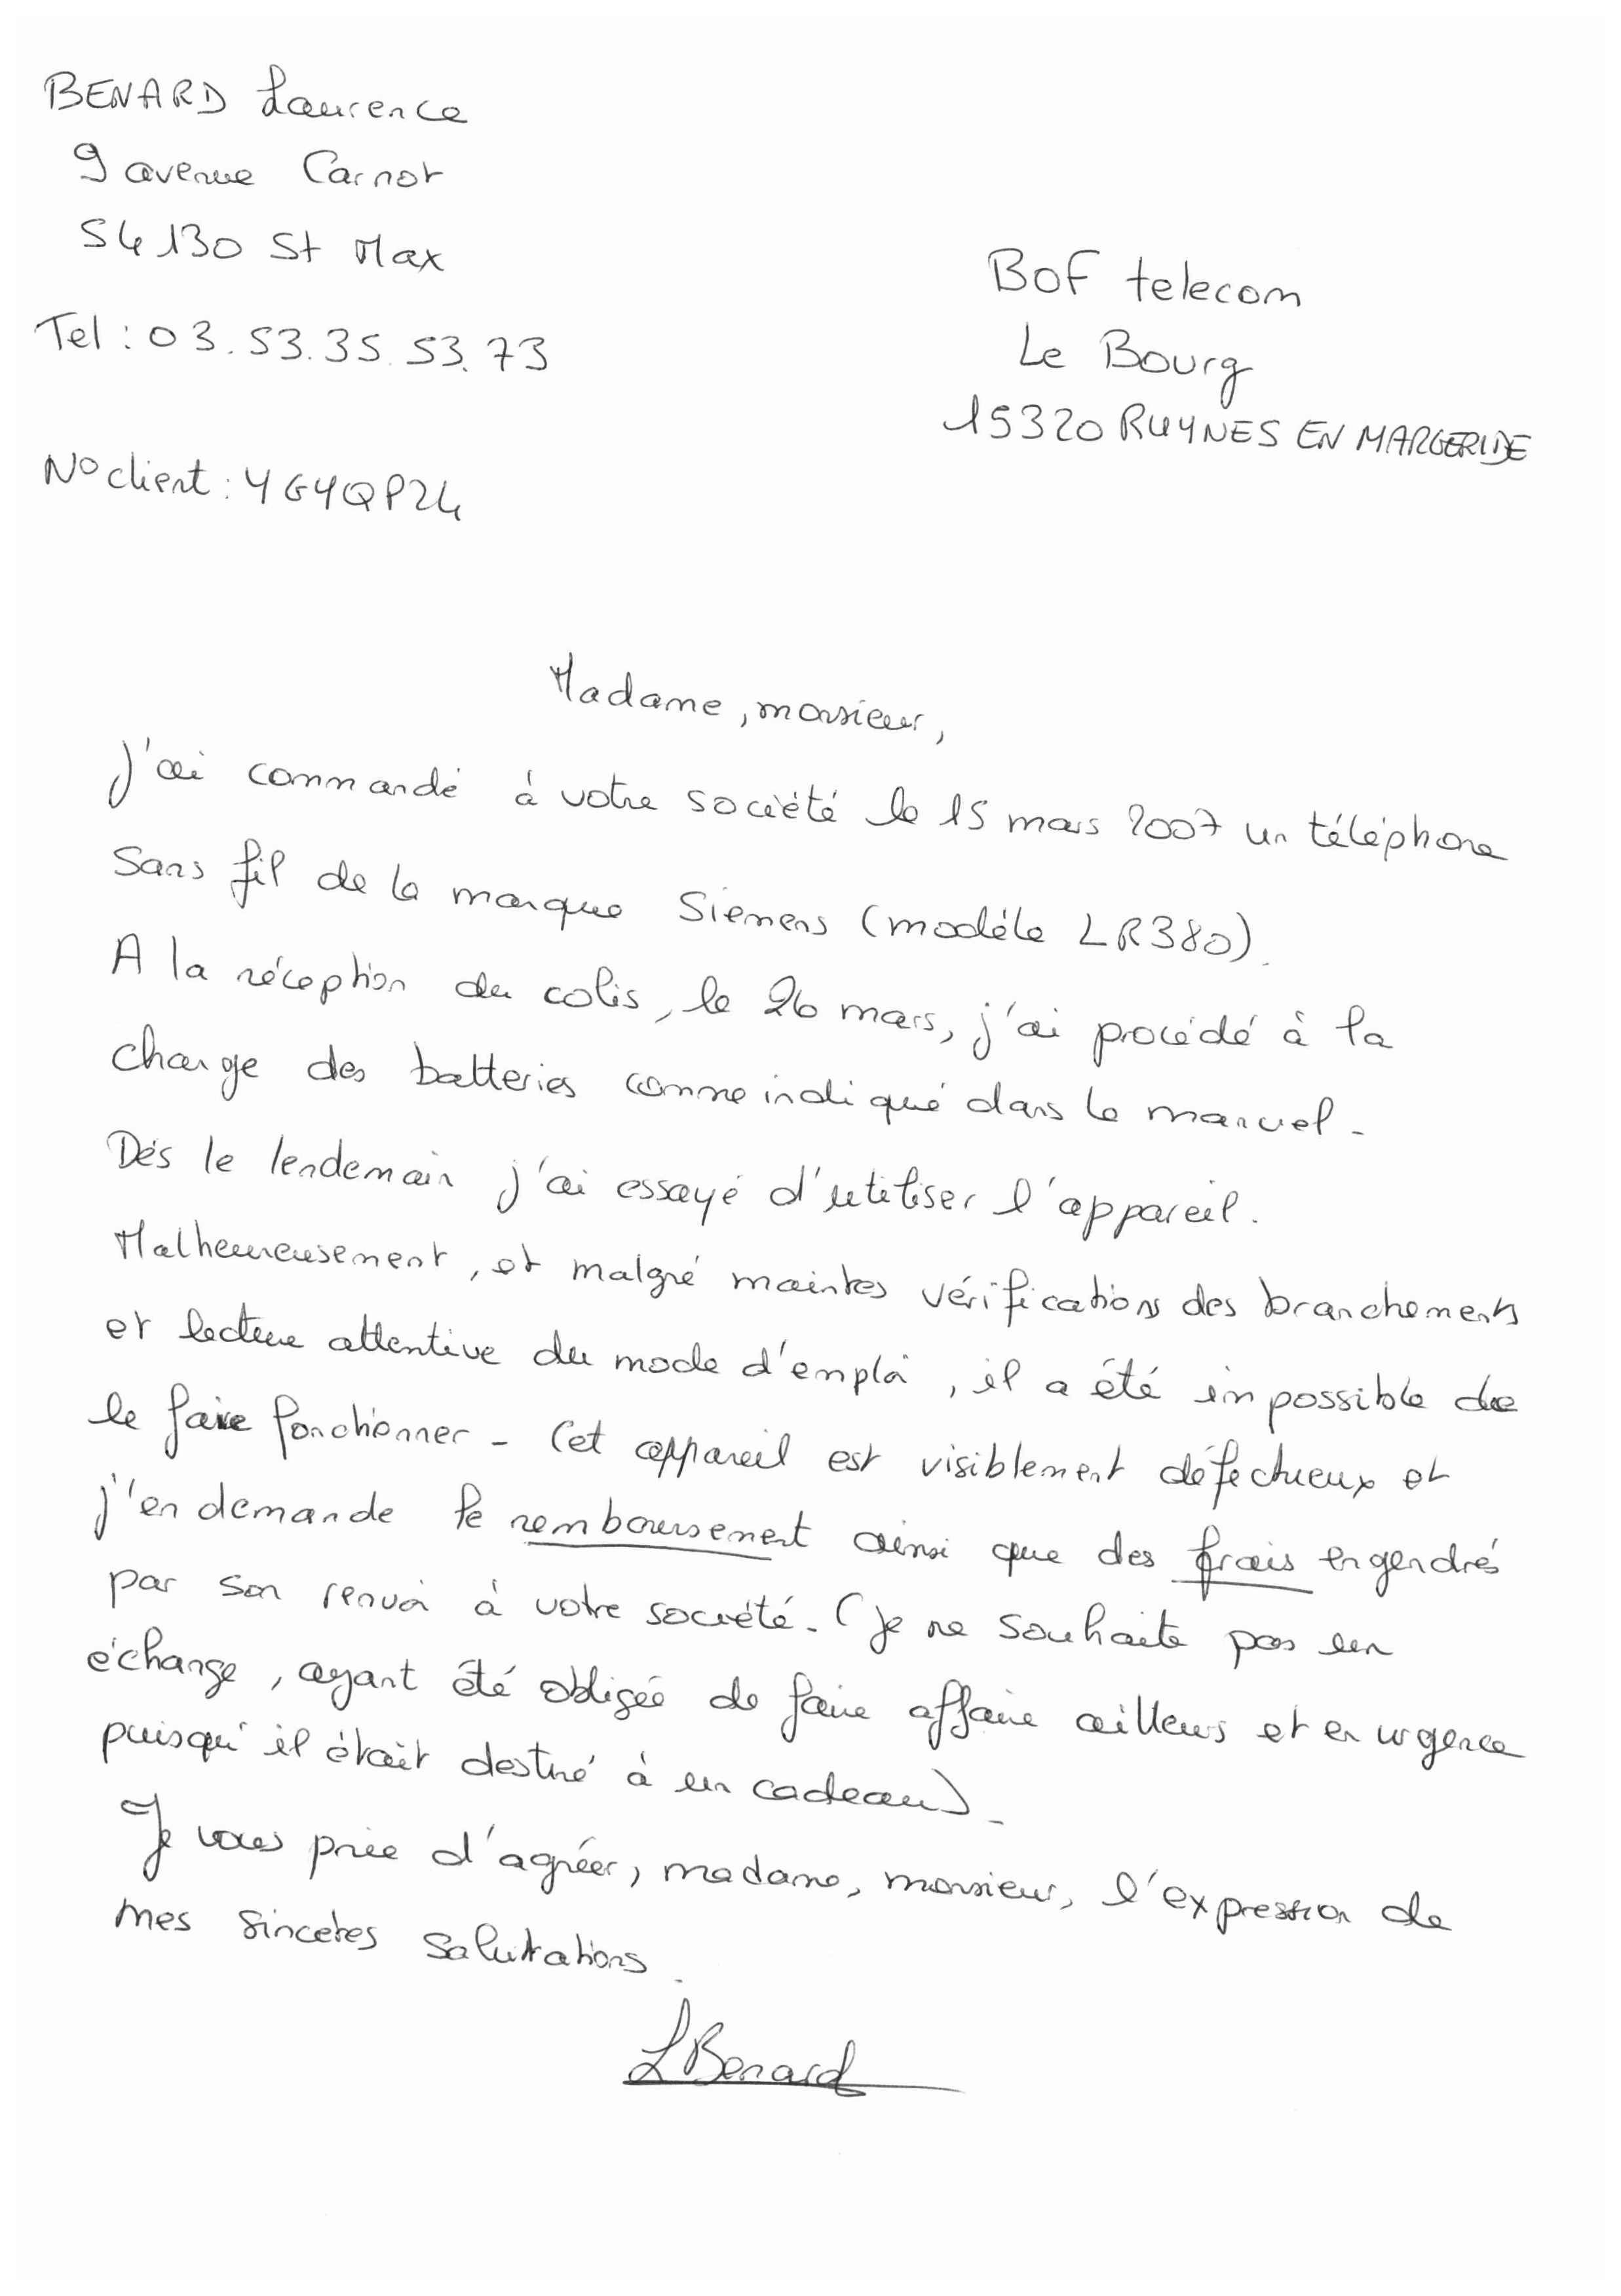 BENARD Laurence
9 avenue Carnot
54130 St Max
Tel : 03.53.35.53.73
BOF telecom
Le Bourg
15320 RUYNES EN MARGERIDE
N° client : YGYQP24
Madame, monsieur,
J'ai commandé à votre société le 15 mars 2007 un téléphone
sans fil de la marque Siemens (modèle LR380).
A la réception du colis, le 26 mars, j'ai procédé à la
charge des batteries comme indiqué dans le manuel.
Dès le lendemain j'ai essayé d'utiliser l'appareil.
Malheureusement, et malgré maintes vérifications des branchements
et lecture attentive du mode d'emploi, il a été impossible de
le faire fonctionner - Cet appareil est visiblement défectueux et
j'en demande le remboursement ainsi que des frais engendrés
par son renvoi à votre société. (je ne souhaite pas un
échange, ayant été obligée de faire affaire ailleurs et en urgence
puisqu'il était destiné à un cadeau).
Je vous prie d'agréer, madame, monsieur, l'expression de
mes sincères salutations.
LBenard